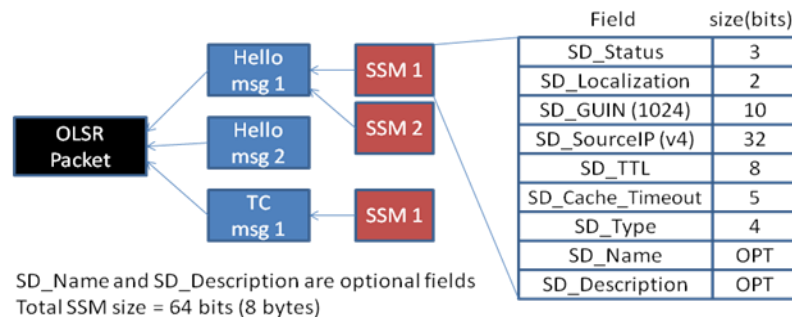 Field size(bits)
Hello
msg 1
SSM 1
SSM 2
OLSR
Packet
Hello
msg 2
TC
msg 1
SSM 1
SD_Status 3
SD_Localization 2
SD_GUIN (1024) 10
SD_SourceIP (v4) 32
SD_TTL 8
SD_Cache_Timeout 5
SD_Type 4
SD_Name OPT
SD_Description OPT
SD_Name and SD_Description are optional fields
Total SSM size = 64 bits (8 bytes)